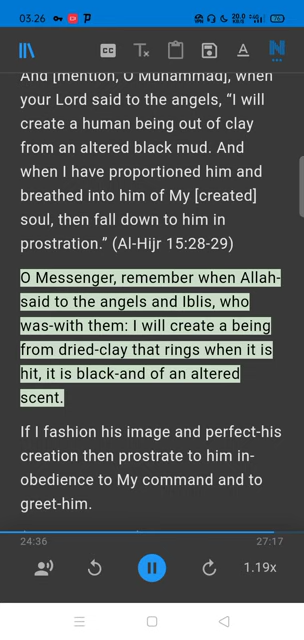 03.26
20.0
KB/S
And [mention, O Muhammad], when
your Lord said to the angels, “I will
create a human being out of clay
from an altered black mud. And
when I have proportioned him and
breathed into him of My [created]
soul, then fall down to him in
prostration.” (Al-Hijr 15:28-29)
O Messenger, remember when Allah-
said to the angels and Iblis, who
was-with them: I will create a being
from dried-clay that rings when it is
hit, it is black-and of an altered
scent.
If I fashion his image and perfect-his
creation then prostrate to him in-
obedience to My command and to
greet-him.
24:36
27:17
1.19x